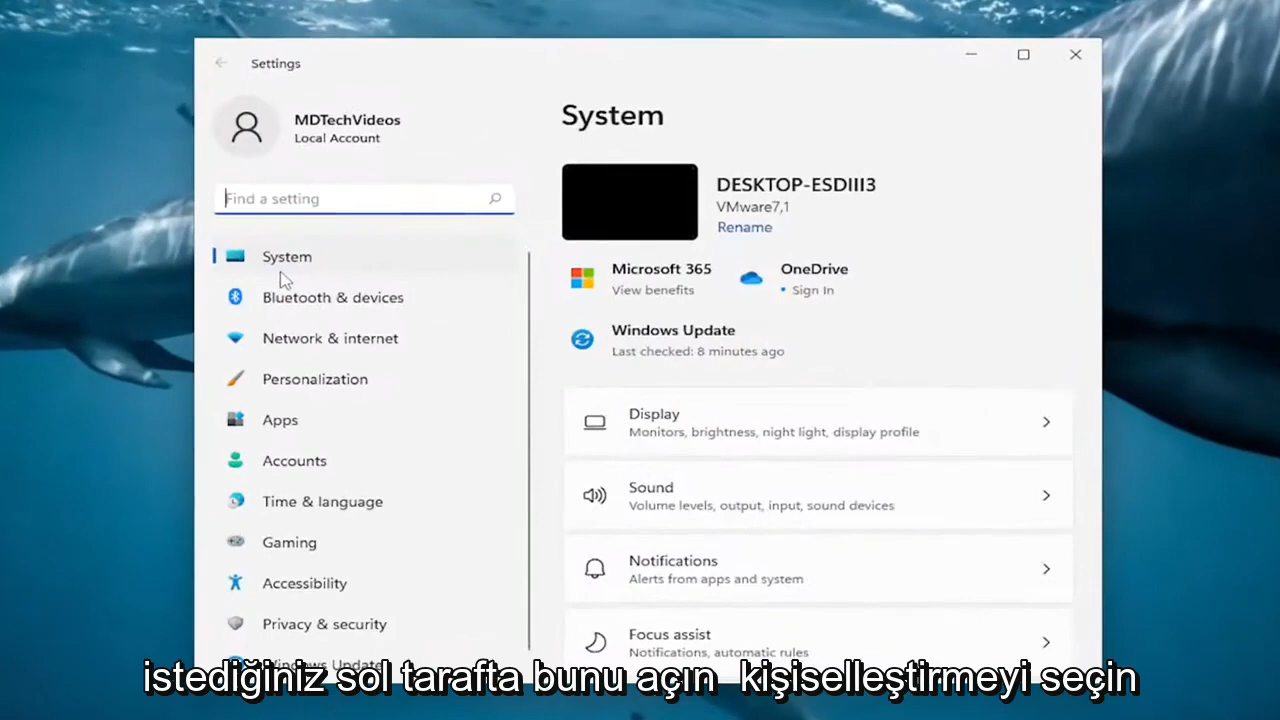 Settings
MDTechVideos
Local Account
Find a setting
System
Bluetooth & devices
Network & internet
Personalization
Apps
Accounts
Time & language
Gaming
Accessibility
Privacy & security
Windows Update
System
DESKTOP-ESDIII3
VMware7,1
Rename
Microsoft 365
View benefits
OneDrive
• Sign In
Windows Update
Last checked: 8 minutes ago
Display
Monitors, brightness, night light, display profile
Sound
Volume levels, output, input, sound devices
Notifications
Alerts from apps and system
Focus assist
Notifications, automatic rules
istediğiniz sol tarafta bunu açın kişiselleştirmeyi seçin